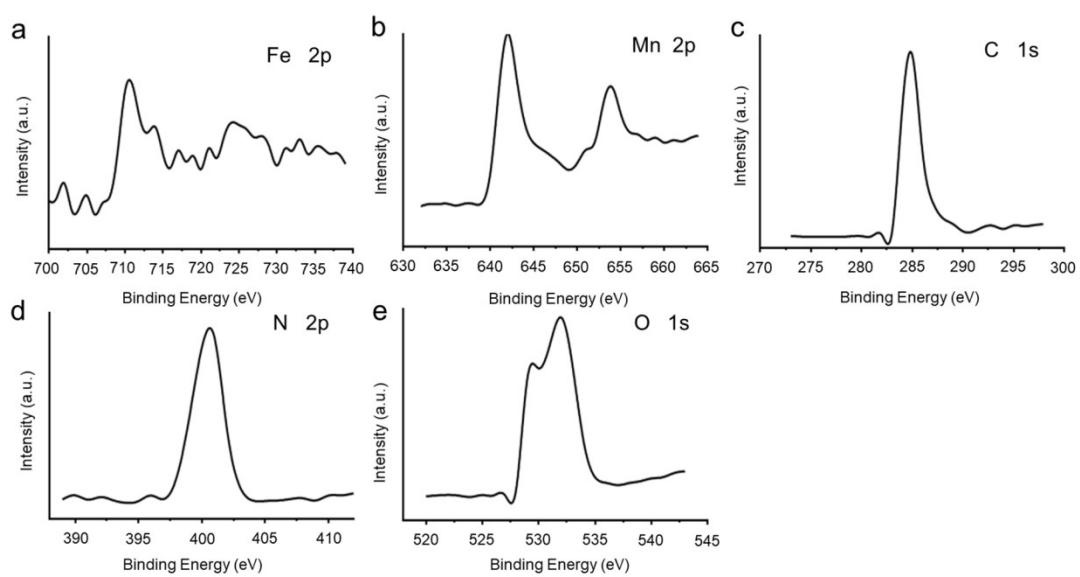 a
Fe 2p
Intensity (a.u.)
700 705 710 715 720 725 730 735 740
Binding Energy (eV)
b
Mn 2p
Intensity (a.u.)
630 635 640 645 650 655 660 665
Binding Energy (eV)
c
C 1s
Intensity (a.u.)
270 275 280 285 290 295 300
Binding Energy (eV)
d
N 2p
Intensity (a.u.)
390 395 400 405 410
Binding Energy (eV)
e
O 1s
Intensity (a.u.)
520 525 530 535 540 545
Binding Energy (eV)